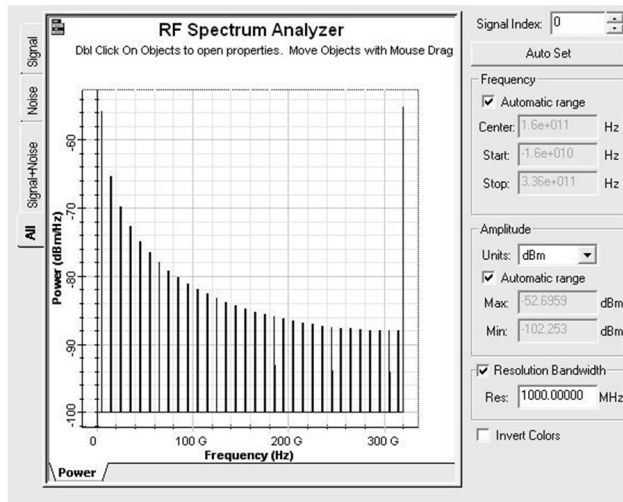 RF Spectrum Analyzer
Dbl Click On Objects to open properties. Move Objects with Mouse Drag
Signal
Noise
Signal+Noise
All
Power (dBm/Hz)
-60
-70
-80
-90
-100
0
100 G
200 G
300 G
Frequency (Hz)
Power
Signal Index: 0
Auto Set
Frequency
Automatic range
Center: 1.6e+011 Hz
Start: -1.6e+010 Hz
Stop: 3.36e+011 Hz
Amplitude
Units: dBm
Automatic range
Max: -52.6959 dBm
Min: -102.253 dBm
Resolution Bandwidth
Res: 1000.00000 MHz
Invert Colors